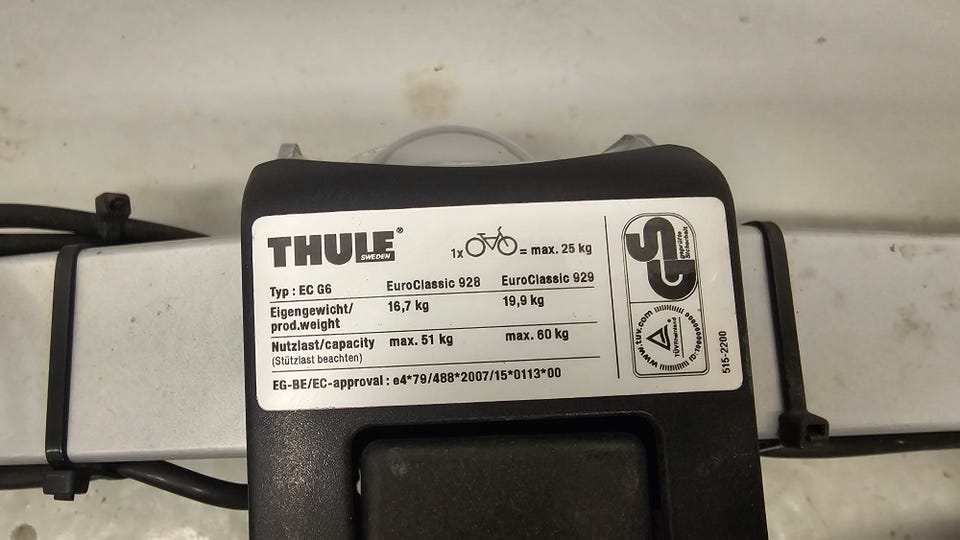 THULE®
SWEDEN
1x = max. 25 kg
Typ : EC G6 EuroClassic 928 EuroClassic 929
Eigengewicht/ 16,7 kg 19,9 kg
prod.weight
Nutzlast/capacity max. 51 kg max. 60 kg
(Stützlast beachten)
EG-BE/EC-approval : e4*79/488*2007/15*0113*00
GS
geprüfte
Sicherheit
www.tuv.com
TÜVRheinland
515-2200